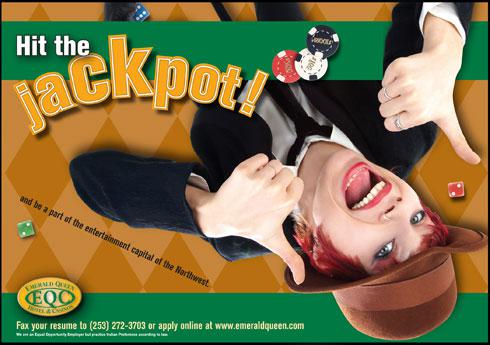 Hit the
jackpot!
and be a part of the entertainment capital of the Northwest.
EMERALD QUEEN
EQC
HOTEL & CASINOS
Fax your resume to (253) 272-3703 or apply online at www.emeraldqueen.com
We are an Equal Opportunity Employer but practice Indian Preference according to law.